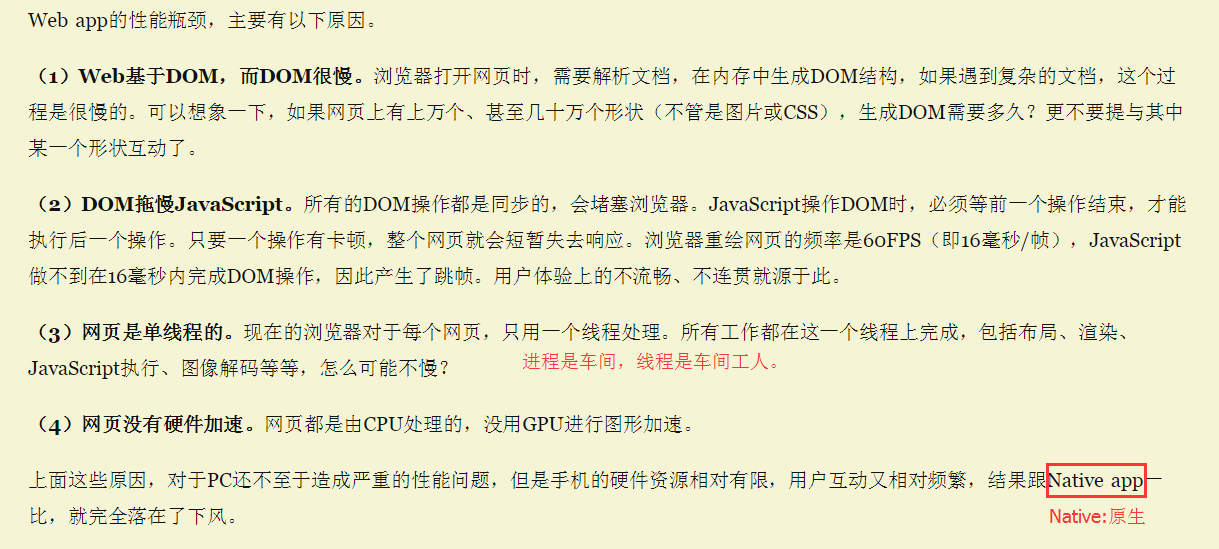 Web app的性能瓶颈，主要有以下原因。
（1）Web基于DOM，而DOM很慢。浏览器打开网页时，需要解析文档，在内存中生成DOM结构，如果遇到复杂的文档，这个过
程是很慢的。可以想象一下，如果网页上有上万个、甚至几十万个形状（不管是图片或CSS），生成DOM需要多久？更不要提与其中
某一个形状互动了。
（2）DOM拖慢JavaScript。所有的DOM操作都是同步的，会堵塞浏览器。JavaScript操作DOM时，必须等前一个操作结束，才能
执行后一个操作。只要一个操作有卡顿，整个网页就会短暂失去响应。浏览器重绘网页的频率是60FPS（即16毫秒/帧），JavaScript
做不到在16毫秒内完成DOM操作，因此产生了跳帧。用户体验上的不流畅、不连贯就源于此。
（3）网页是单线程的。现在的浏览器对于每个网页，只用一个线程处理。所有工作都在这一个线程上完成，包括布局、渲染、
JavaScript执行、图像解码等等，怎么可能不慢？
进程是车间，线程是车间工人。
（4）网页没有硬件加速。网页都是由CPU处理的，没用GPU进行图形加速。
上面这些原因，对于PC还不至于造成严重的性能问题，但是手机的硬件资源相对有限，用户互动又相对频繁，结果跟Native app一
比，就完全落在了下风。
Native:原生